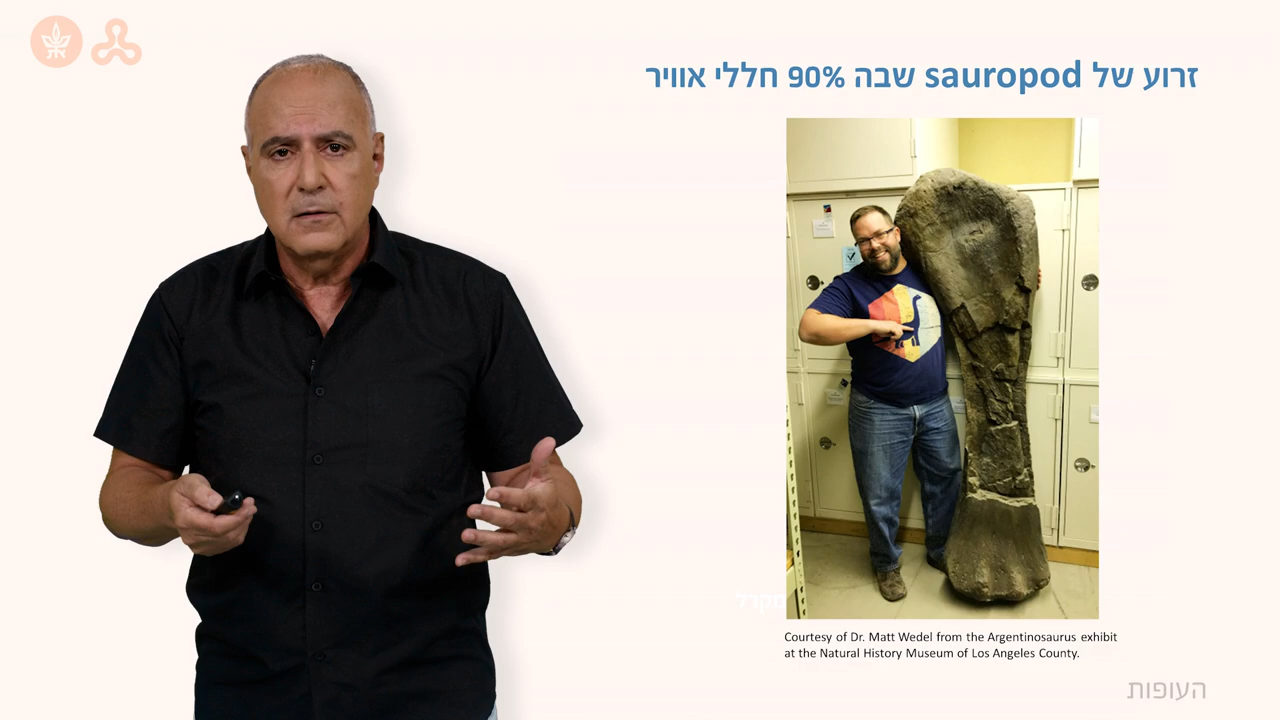 זרוע של sauropod שבה 90% חללי אוויר
מקרל
Courtesy of Dr. Matt Wedel from the Argentinosaurus exhibit
at the Natural History Museum of Los Angeles County.
העופות